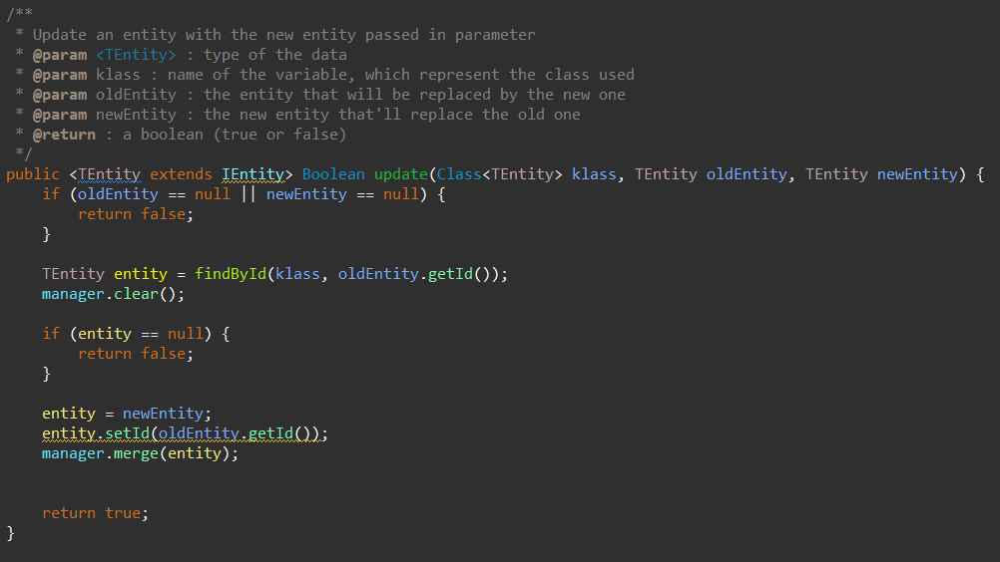 /**
 * Update an entity with the new entity passed in parameter
 * @param <TEntity> : type of the data
 * @param klass : name of the variable, which represent the class used
 * @param oldEntity : the entity that will be replaced by the new one
 * @param newEntity : the new entity that'll replace the old one
 * @return : a boolean (true or false)
 */
public <TEntity extends IEntity> Boolean update(Class<TEntity> klass, TEntity oldEntity, TEntity newEntity) {
    if (oldEntity == null || newEntity == null) {
        return false;
    }

    TEntity entity = findById(klass, oldEntity.getId());
    manager.clear();

    if (entity == null) {
        return false;
    }

    entity = newEntity;
    entity.setId(oldEntity.getId());
    manager.merge(entity);


    return true;
}